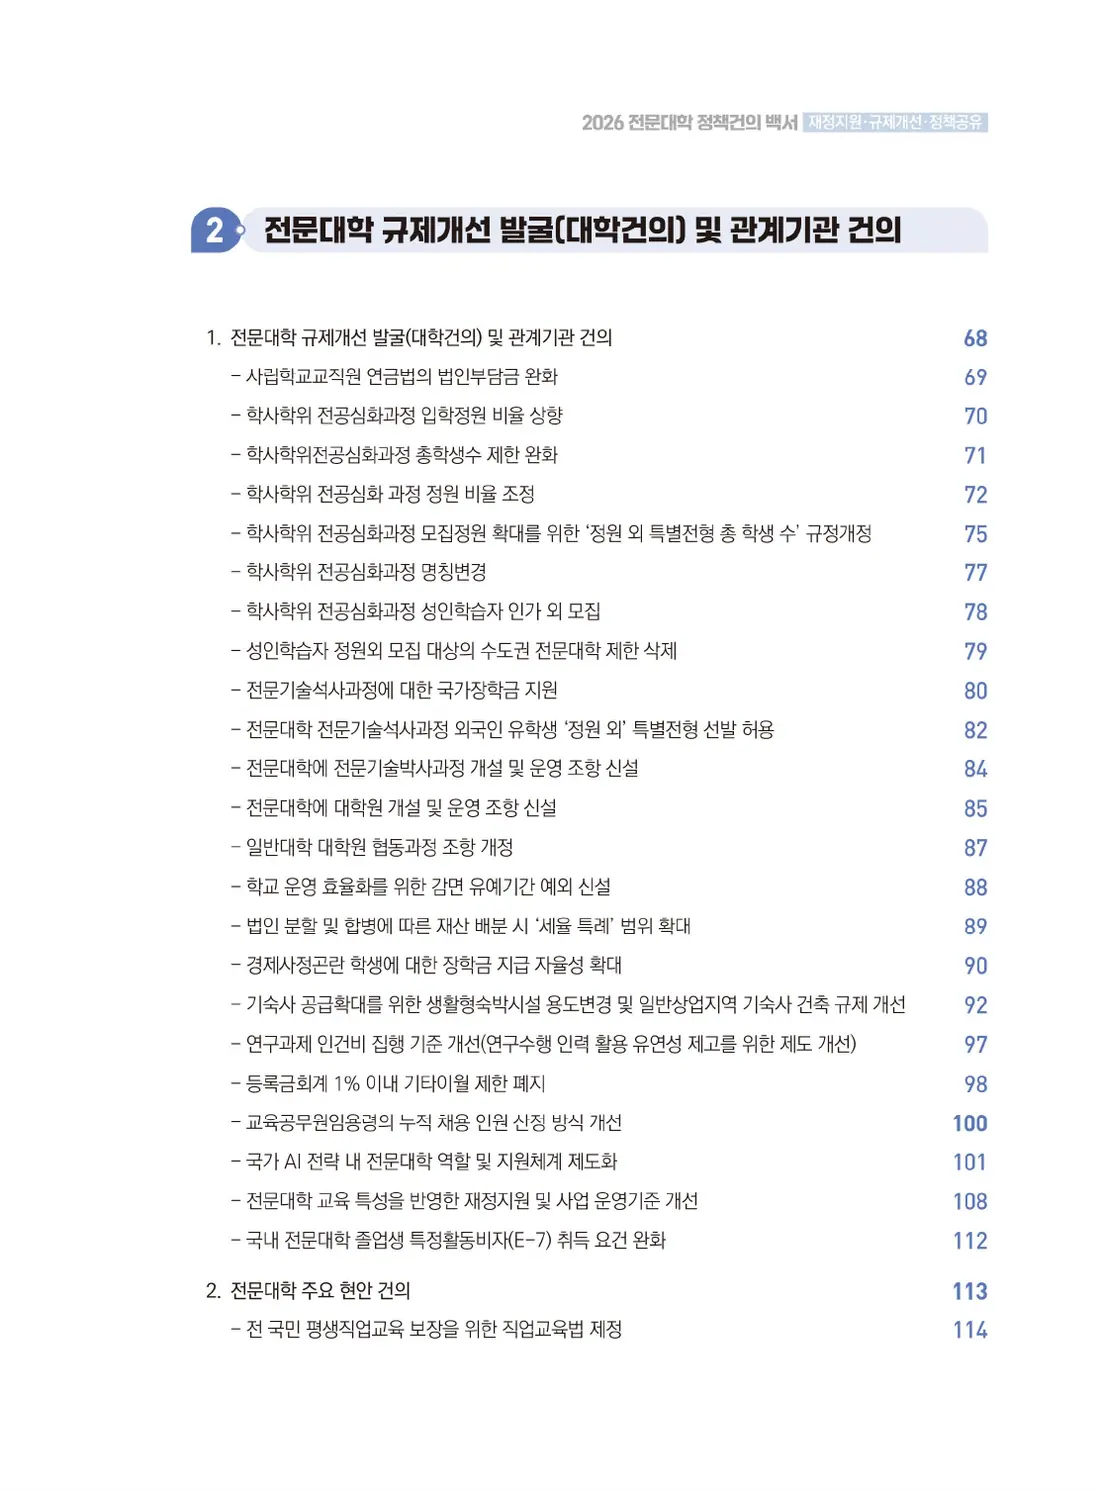 2026 전문대학 정책건의 백서 재정지원·규제개선·정책공유
2 전문대학 규제개선 발굴(대학건의) 및 관계기관 건의
1. 전문대학 규제개선 발굴(대학건의) 및 관계기관 건의 68
– 사립학교교직원 연금법의 법인부담금 완화 69
– 학사학위 전공심화과정 입학정원 비율 상향 70
– 학사학위전공심화과정 총학생수 제한 완화 71
– 학사학위 전공심화 과정 정원 비율 조정 72
– 학사학위 전공심화과정 모집정원 확대를 위한 ‘정원 외 특별전형 총 학생 수’ 규정개정 75
– 학사학위 전공심화과정 명칭변경 77
– 학사학위 전공심화과정 성인학습자 인가 외 모집 78
– 성인학습자 정원외 모집 대상의 수도권 전문대학 제한 삭제 79
– 전문기술석사과정에 대한 국가장학금 지원 80
– 전문대학 전문기술석사과정 외국인 유학생 ‘정원 외’ 특별전형 선발 허용 82
– 전문대학에 전문기술박사과정 개설 및 운영 조항 신설 84
– 전문대학에 대학원 개설 및 운영 조항 신설 85
– 일반대학 대학원 협동과정 조항 개정 87
– 학교 운영 효율화를 위한 감면 유예기간 예외 신설 88
– 법인 분할 및 합병에 따른 재산 배분 시 ‘세율 특례’ 범위 확대 89
– 경제사정곤란 학생에 대한 장학금 지급 자율성 확대 90
– 기숙사 공급확대를 위한 생활형숙박시설 용도변경 및 일반상업지역 기숙사 건축 규제 개선 92
– 연구과제 인건비 집행 기준 개선(연구수행 인력 활용 유연성 제고를 위한 제도 개선) 97
– 등록금회계 1% 이내 기타이월 제한 폐지 98
– 교육공무원임용령의 누적 채용 인원 산정 방식 개선 100
– 국가 AI 전략 내 전문대학 역할 및 지원체계 제도화 101
– 전문대학 교육 특성을 반영한 재정지원 및 사업 운영기준 개선 108
– 국내 전문대학 졸업생 특정활동비자(E-7) 취득 요건 완화 112
2. 전문대학 주요 현안 건의 113
– 전 국민 평생직업교육 보장을 위한 직업교육법 제정 114